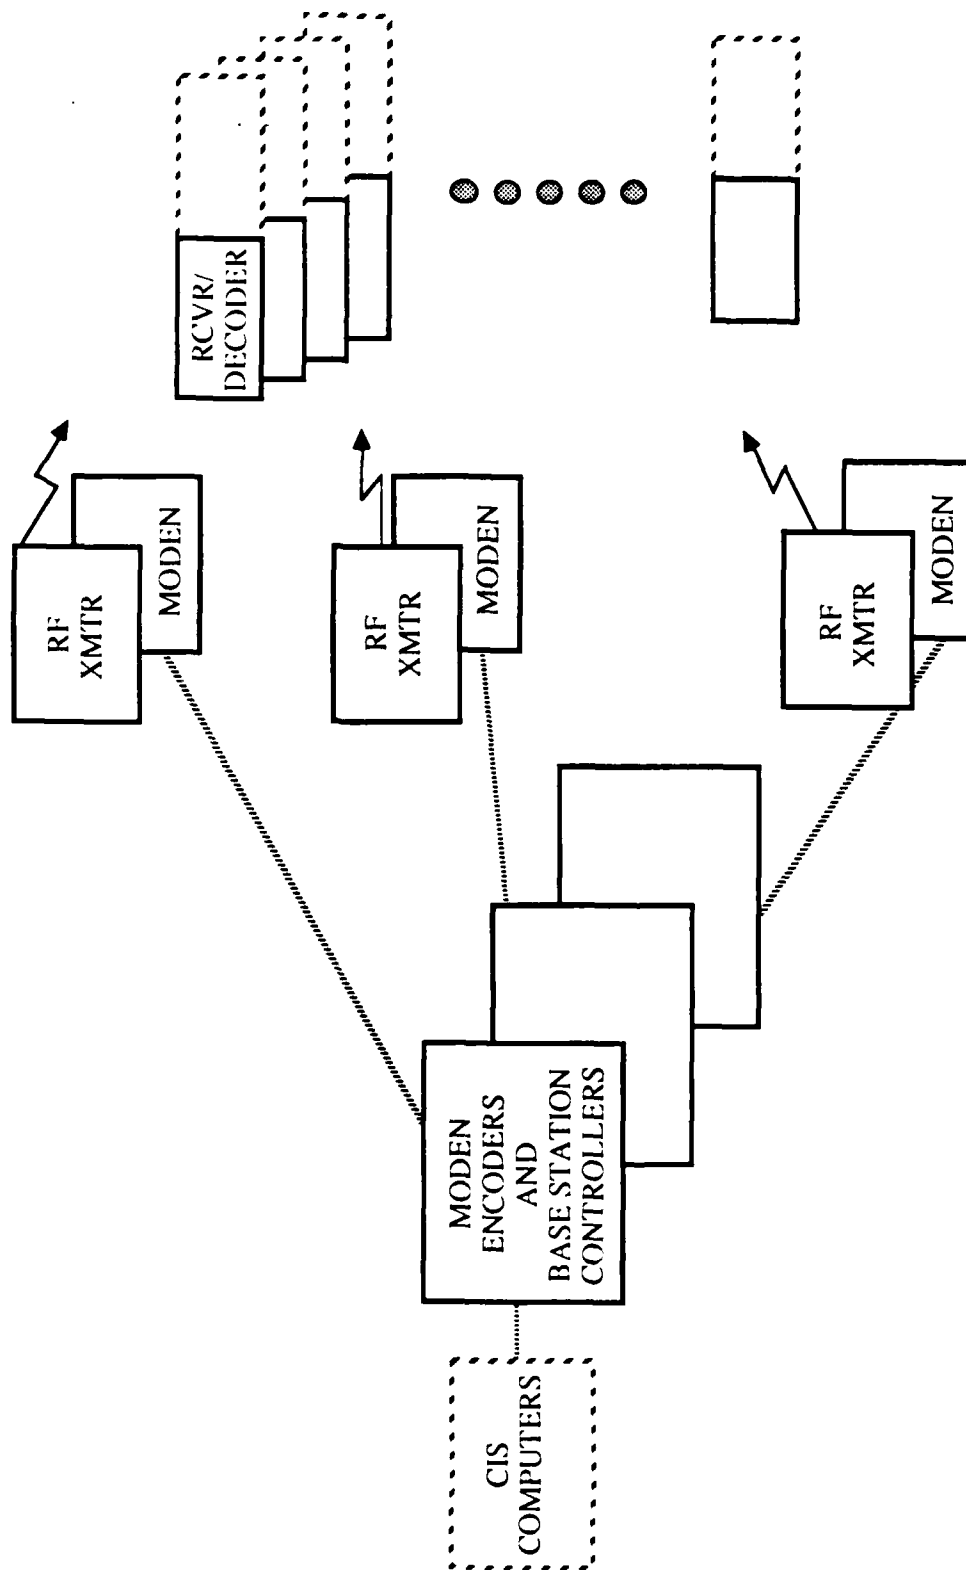 CIS
COMPUTERS
MODEN
ENCODERS
AND
BASE STATION
CONTROLLERS
RF
XMTR
MODEN
RF
XMTR
MODEN
RF
XMTR
MODEN
RCVR/
DECODER